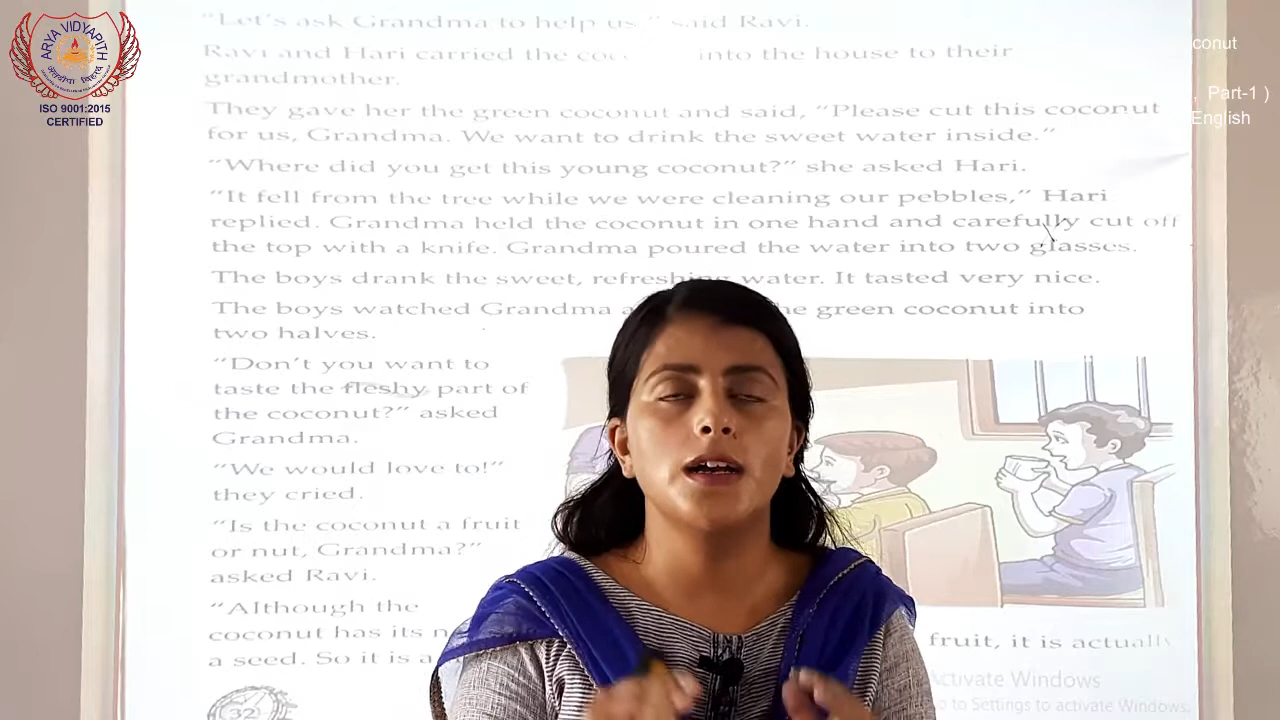 ARYA VIDYAPITH
ISO 9001:2015
CERTIFIED
conut
, Part-1 )
English
"Let's ask Grandma to help us," said Ravi.
Ravi and Hari carried the coc into the house to their
grandmother.
They gave her the green coconut and said, "Please cut this coconut
for us, Grandma. We want to drink the sweet water inside."
"Where did you get this young coconut?" she asked Hari.
"It fell from the tree while we were cleaning our pebbles," Hari
replied. Grandma held the coconut in one hand and carefully cut off
the top with a knife. Grandma poured the water into two glasses.
The boys drank the sweet, refreshing water. It tasted very nice.
The boys watched Grandma a he green coconut into
two halves.
"Don't you want to
taste the fleshy part of
the coconut?" asked
Grandma.
"We would love to!"
they cried.
"Is the coconut a fruit
or nut, Grandma?"
asked Ravi.
"Although the
coconut has its n fruit, it is actually
a seed. So it is a
32
Activate Windows
o to Settings to activate Windows.